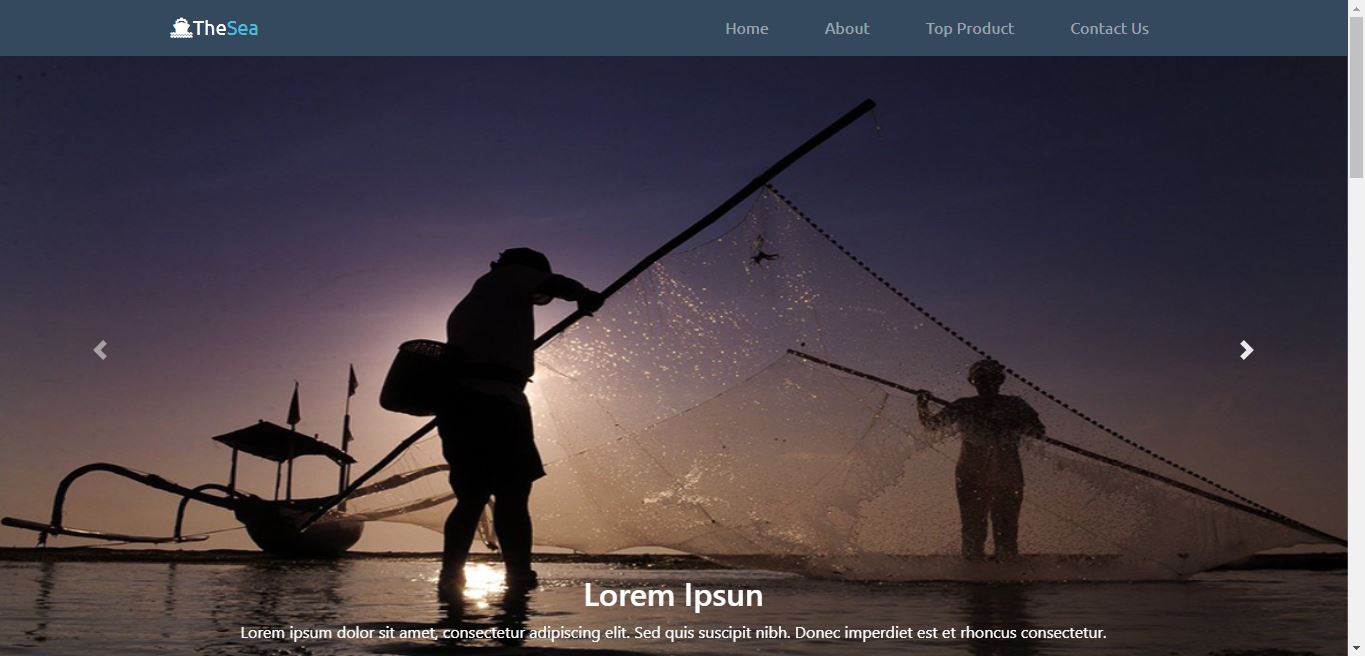 TheSea
Home About Top Product Contact Us
Lorem Ipsun
Lorem ipsum dolor sit amet, consectetur adipiscing elit. Sed quis suscipit nibh. Donec imperdiet est et rhoncus consectetur.